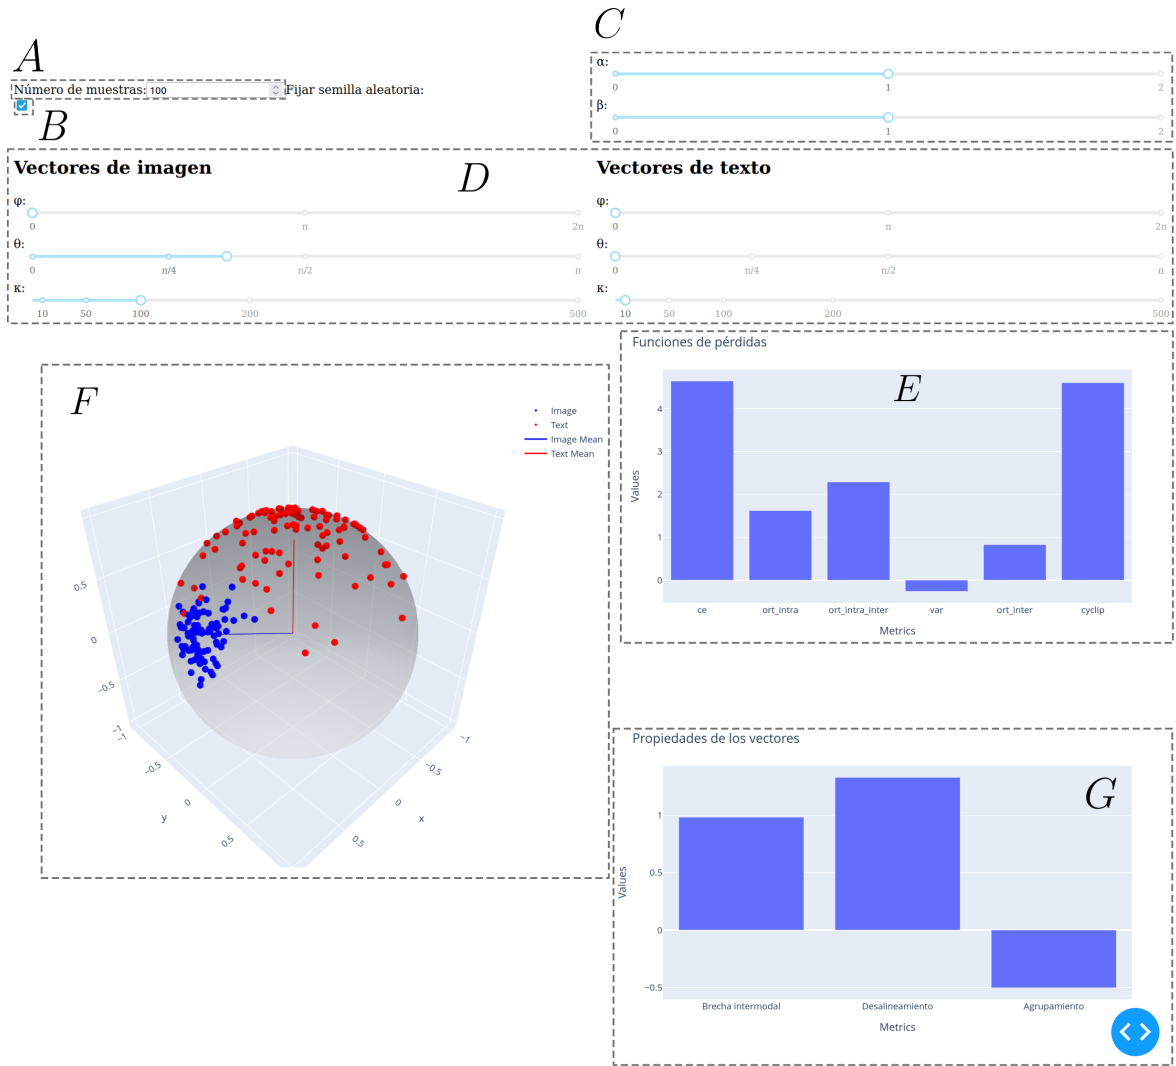 A
Número de muestras: 100 Fijar semilla aleatoria:
B
C
α:
0 1 2
β:
0 1 2
D
Vectores de imagen
φ:
0 π 2π
θ:
0 π/4 π/2 π
κ:
10 50 100 200 500
Vectores de texto
φ:
0 π 2π
θ:
0 π/4 π/2 π
κ:
10 50 100 200 500
F
Image
Text
Image Mean
Text Mean
0.5
0
−0.5
−1
−1
−0.5
0
0.5
y
−1
−0.5
0
0.5
x
Funciones de pérdidas
E
4
3
2
1
0
Values
ce ort_intra ort_intra_inter var ort_inter cyclip
Metrics
Propiedades de los vectores
G
1
0.5
0
−0.5
Values
Brecha intermodal Desalineamiento Agrupamiento
Metrics